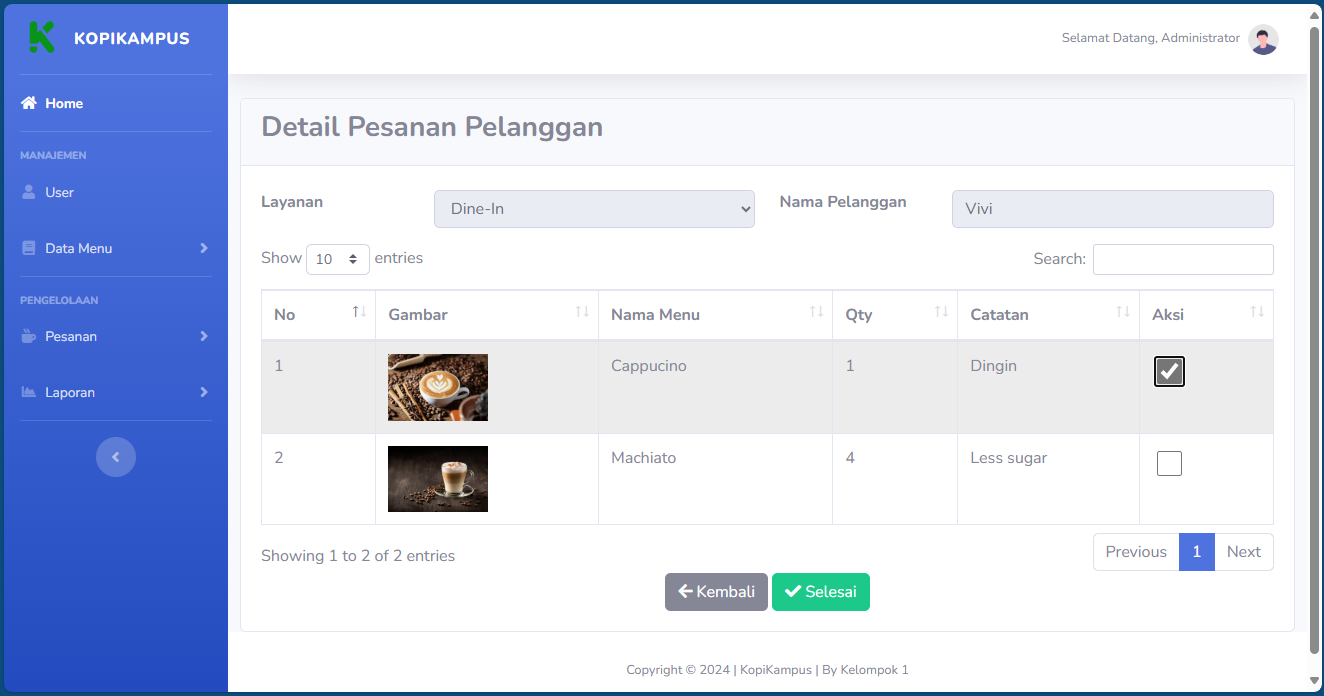 KOPIKAMPUS
Selamat Datang, Administrator
Home
MANAJEMEN
User
Data Menu
PENGELOLAAN
Pesanan
Laporan
Detail Pesanan Pelanggan
Layanan Dine-In Nama Pelanggan Vivi
Show 10 entries Search:
No Gambar Nama Menu Qty Catatan Aksi
1 Cappucino 1 Dingin
2 Machiato 4 Less sugar
Showing 1 to 2 of 2 entries Previous 1 Next
Kembali Selesai
Copyright © 2024 | KopiKampus | By Kelompok 1